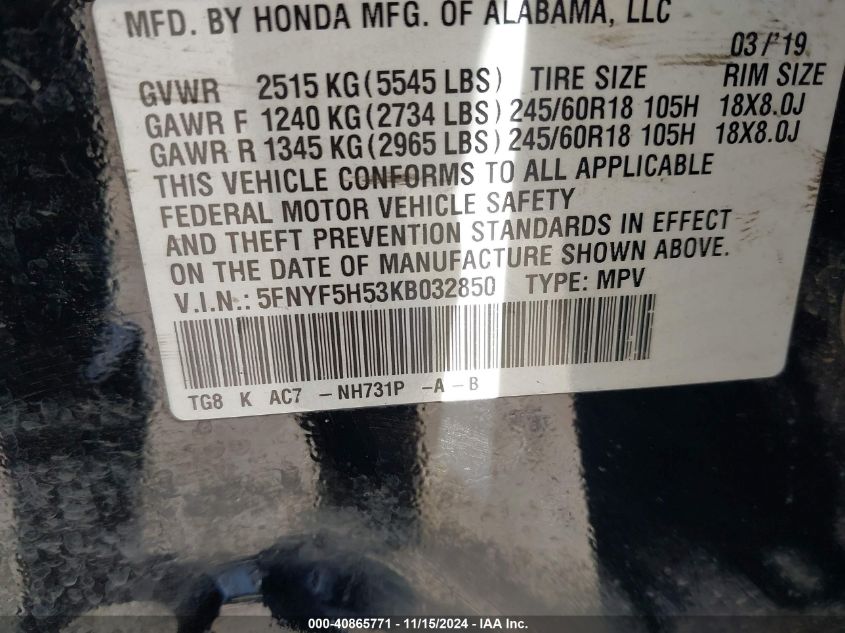 MFD. BY HONDA MFG. OF ALABAMA, LLC
03/'19
GVWR 2515 KG (5545 LBS) TIRE SIZE RIM SIZE
GAWR F 1240 KG (2734 LBS) 245/60R18 105H 18X8.0J
GAWR R 1345 KG (2965 LBS) 245/60R18 105H 18X8.0J
THIS VEHICLE CONFORMS TO ALL APPLICABLE
FEDERAL MOTOR VEHICLE SAFETY
AND THEFT PREVENTION STANDARDS IN EFFECT
ON THE DATE OF MANUFACTURE SHOWN ABOVE.
V.I.N.: 5FNYF5H53KB032850 TYPE: MPV
TG8 K AC7 - NH731P - A - B
000-40865771 - 11/15/2024 - IAA Inc.